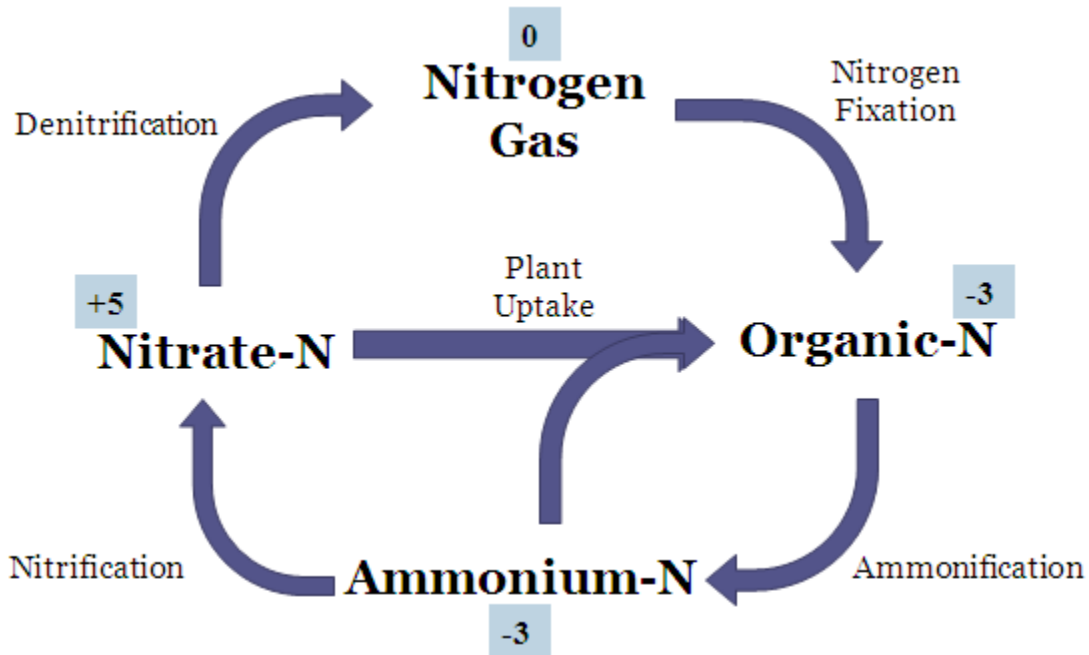 0
Nitrogen
Gas
Nitrogen
Fixation
Denitrification
Plant
Uptake
+5
Nitrate-N
-3
Organic-N
Nitrification
Ammonium-N
-3
Ammonification